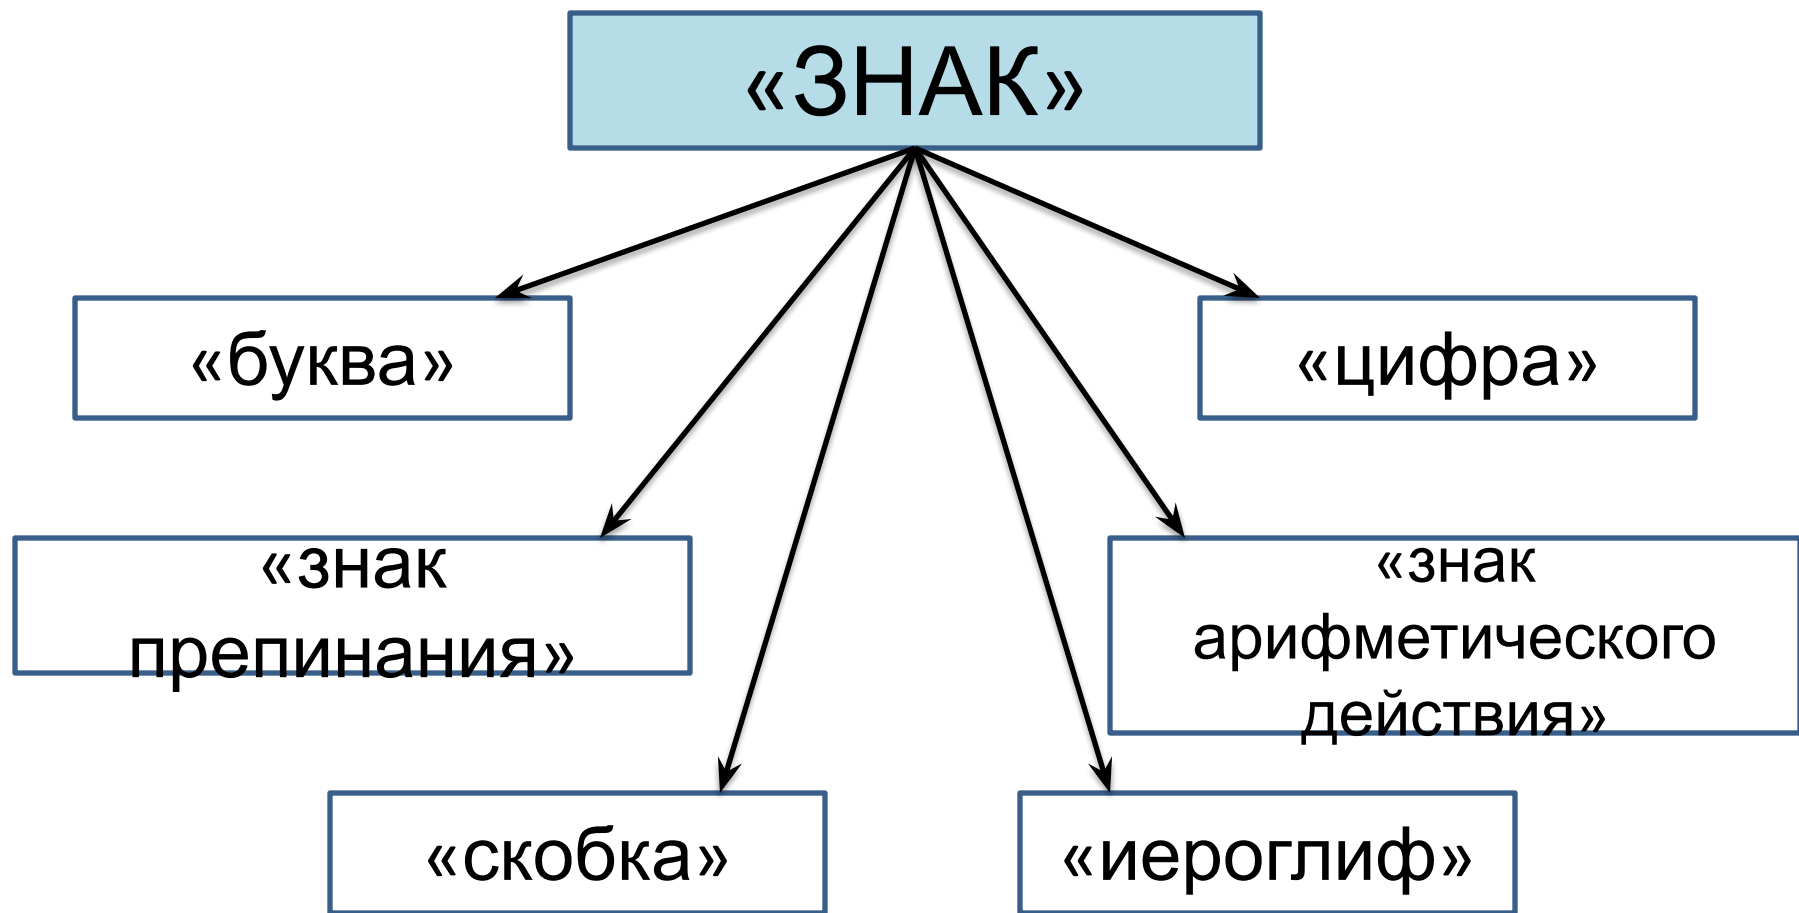 «ЗНАК»
«буква»
«цифра»
«знак
препинания»
«знак
арифметического
действия»
«скобка»
«иероглиф»